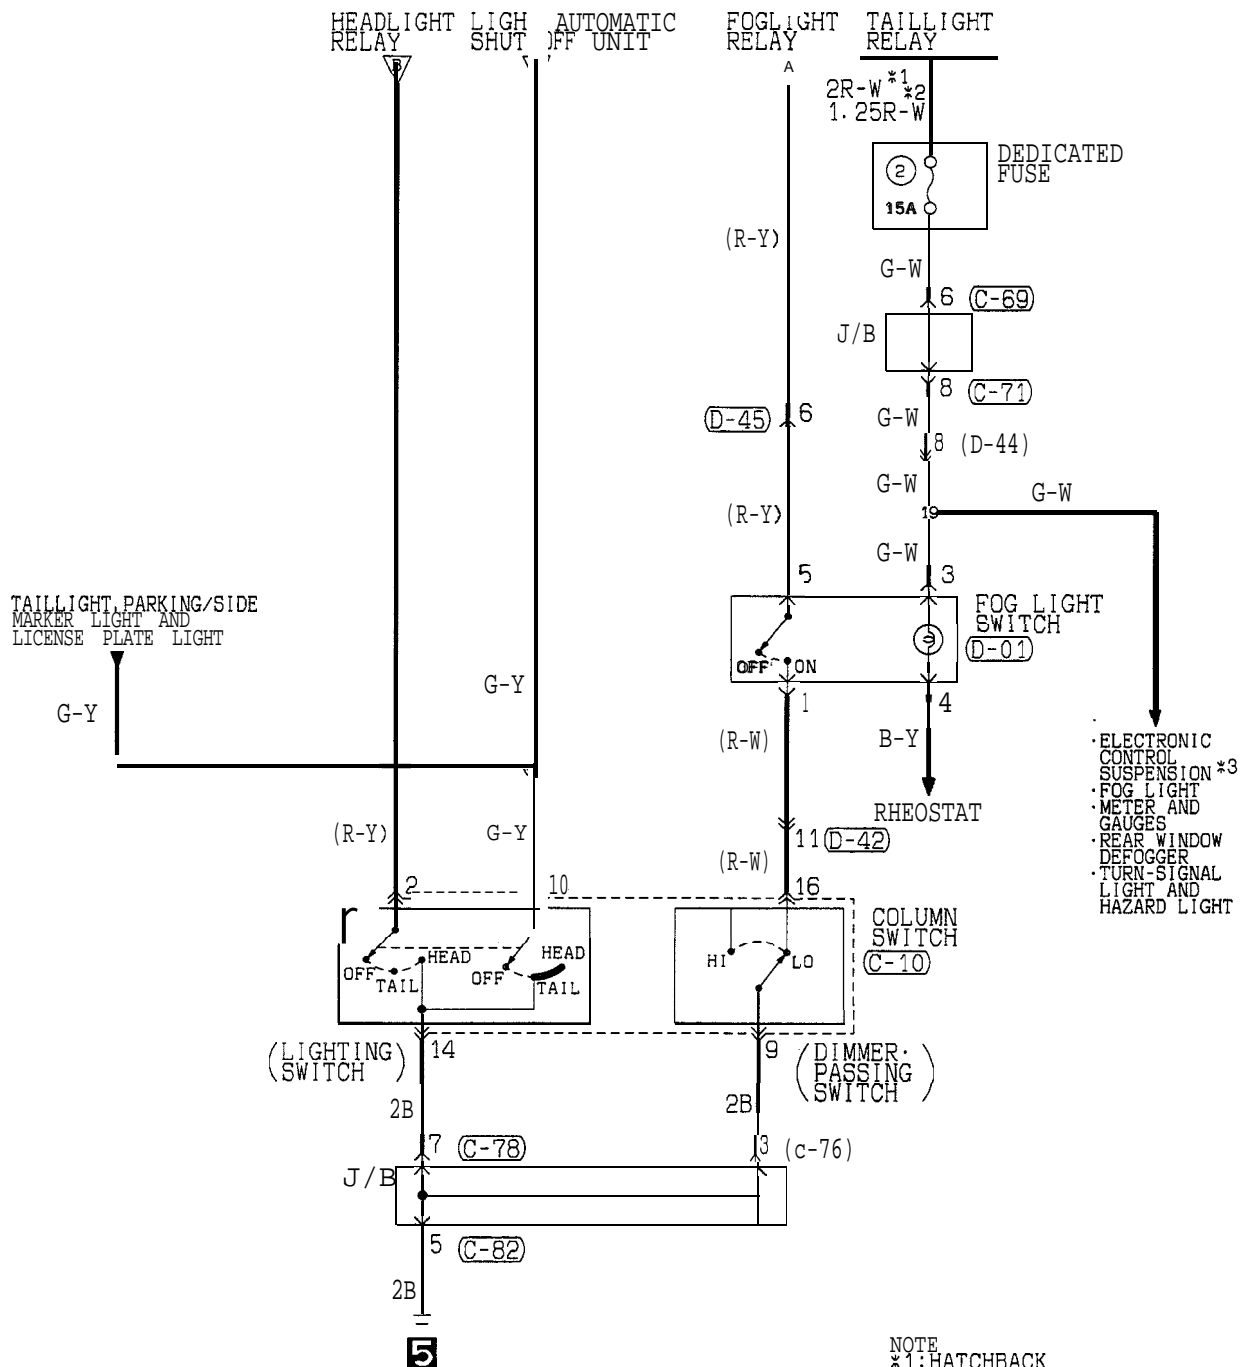 HEADLIGHT
RELAY
LIGH AUTOMATIC
SHUT OFF UNIT
FOGLIGHT
RELAY
TAILLIGHT
RELAY
B
A
2R-W *1
*2
1.25R-W
DEDICATED
FUSE
2
15A
(R-Y)
G-W
6 (C-69)
J/B
8 (C-71)
(D-45) 6
G-W
8 (D-44)
G-W
G-W
(R-Y)
19
G-W
5
3
TAILLIGHT, PARKING/SIDE
MARKER LIGHT AND
LICENSE PLATE LIGHT
FOG LIGHT
SWITCH
(D-01)
OFF ON
G-Y
G-Y
1
4
(R-W)
B-Y
·ELECTRONIC
CONTROL
SUSPENSION *3
·FOG LIGHT
·METER AND
GAUGES
·REAR WINDOW
DEFOGGER
·TURN-SIGNAL
LIGHT AND
HAZARD LIGHT
RHEOSTAT
(R-Y)
G-Y
11 (D-42)
(R-W)
2
10
16
COLUMN
SWITCH
(C-10)
OFF
TAIL
HEAD
OFF
HEAD
TAIL
HI
LO
(LIGHTING
SWITCH)
14
9
(DIMMER·
PASSING
SWITCH)
2B
2B
7 (C-78)
3 (c-76)
J/B
5 (C-82)
2B
5
NOTE
*1:HATCHBACK